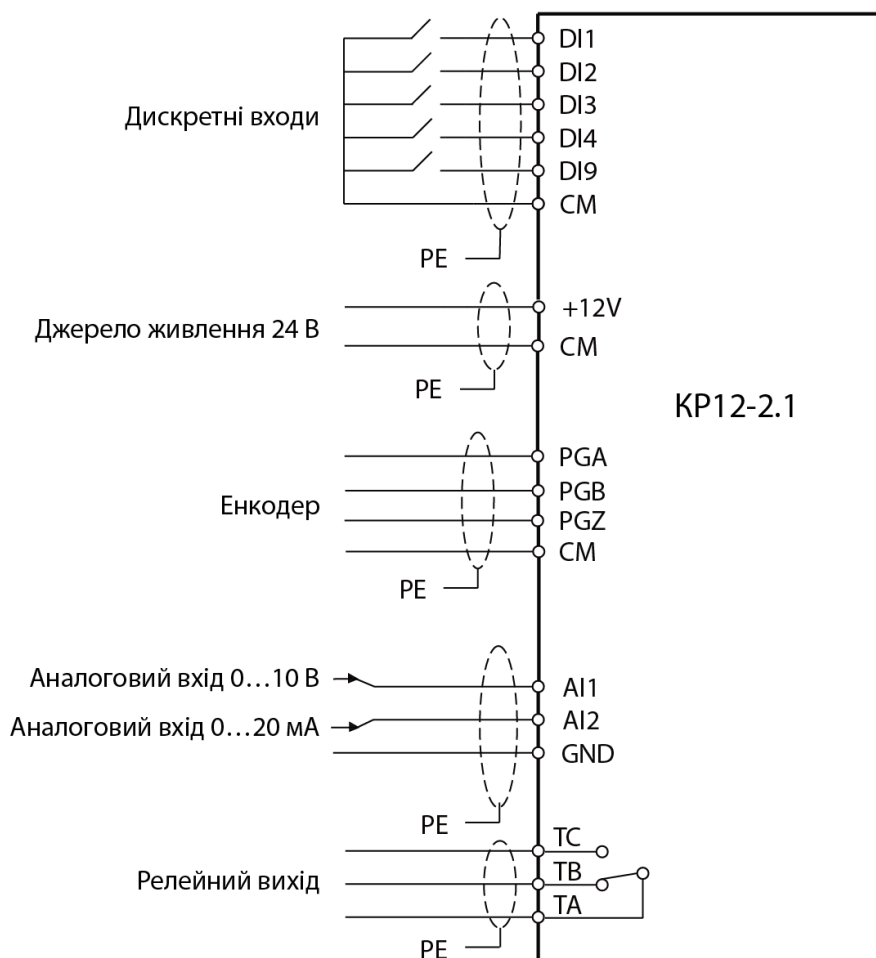 DI1
DI2
DI3
Дискретні входи
DI4
DI9
CM
PE
+12V
Джерело живлення 24 В
CM
PE
КР12-2.1
PGA
PGB
Енкодер
PGZ
CM
PE
Аналоговий вхід 0…10 В
AI1
Аналоговий вхід 0…20 мА
AI2
GND
PE
TC
Релейний вихід
TB
TA
PE